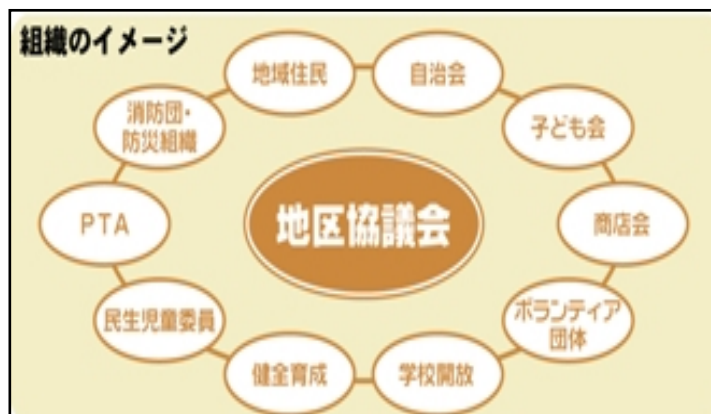 組織のイメージ
地域住民
自治会
消防団・
防災組織
子ども会
PTA
地区協議会
商店会
民生児童委員
ボランティア
団体
健全育成
学校開放